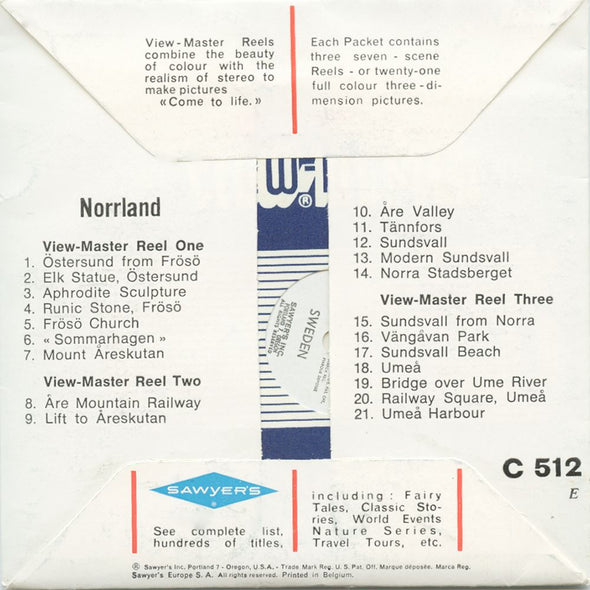 View-Master Reels
combine the beauty
of colour with the
realism of stereo to
make pictures
«Come to life.»
Each Packet contains
three seven - scene
Reels - or twenty-one
full colour three-di-
mension pictures.
Norrland
View-Master Reel One
1. Östersund from Frösö
2. Elk Statue, Östersund
3. Aphrodite Sculpture
4. Runic Stone, Frösö
5. Frösö Church
6. « Sommarhagen »
7. Mount Åreskutan
View-Master Reel Two
8. Åre Mountain Railway
9. Lift to Åreskutan
®
SWEDEN
SAWYER'S INC.
10. Åre Valley
11. Tännfors
12. Sundsvall
13. Modern Sundsvall
14. Norra Stadsberget
View-Master Reel Three
15. Sundsvall from Norra
16. Vängåvan Park
17. Sundsvall Beach
18. Umeå
19. Bridge over Ume River
20. Railway Square, Umeå
21. Umeå Harbour
C 512
E
SAWYER'S
®
See complete list,
hundreds of titles,
including : Fairy
Tales, Classic Sto-
ries, World Events
Nature Series,
Travel Tours, etc.
® Sawyer's Inc. Portland 7 - Oregon, U.S.A. - Trade Mark Reg. U. S. Pat. Off. Marque déposée. Marca Reg.
Sawyer's Europe S. A. All rights reserved. Printed in Belgium.